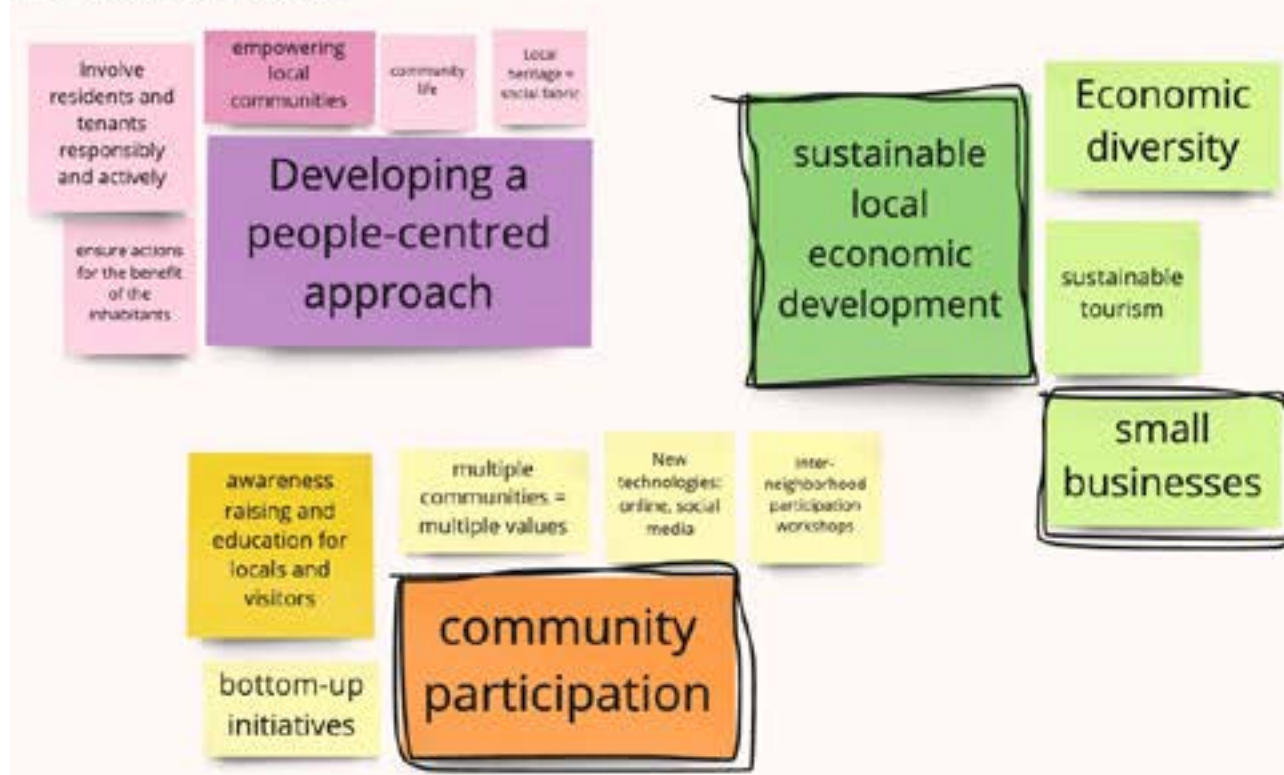 Involve
residents and
tenants
responsibly
and actively
empowering
local
communities
community
life
Local
heritage =
social fabric
ensure actions
for the benefit
of the
inhabitants
Developing a
people-centred
approach
sustainable
local
economic
development
Economic
diversity
sustainable
tourism
small
businesses
awareness
raising and
education for
locals and
visitors
multiple
communities =
multiple values
New
technologies:
online, social
media
Inter-
neighborhood
participation
workshops
community
participation
bottom-up
initiatives